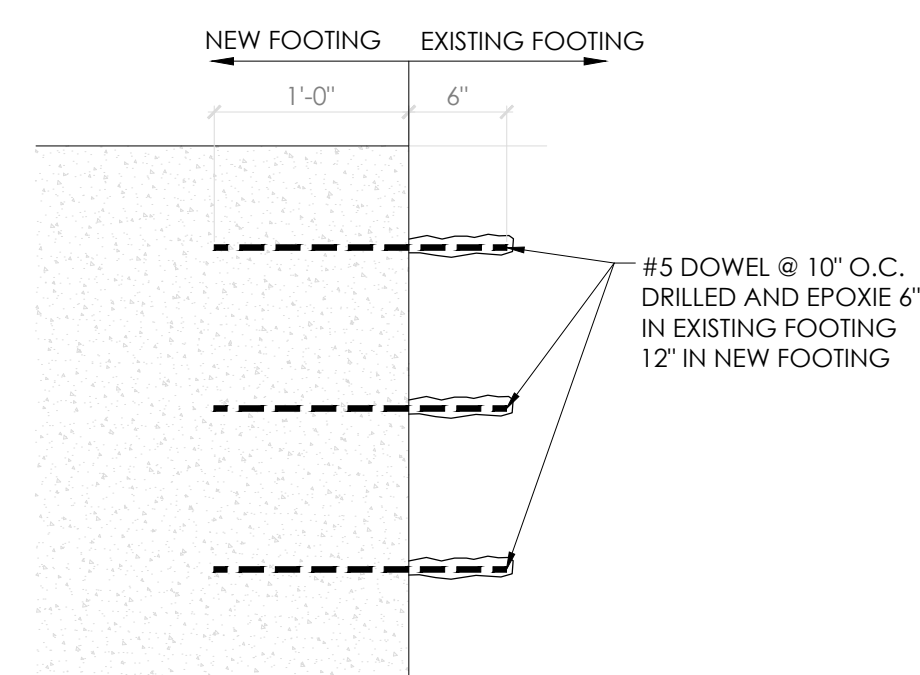 NEW FOOTING
EXISTING FOOTING
1'-0"
6"
#5 DOWEL @ 10" O.C.
DRILLED AND EPOXIE 6"
IN EXISTING FOOTING
12" IN NEW FOOTING